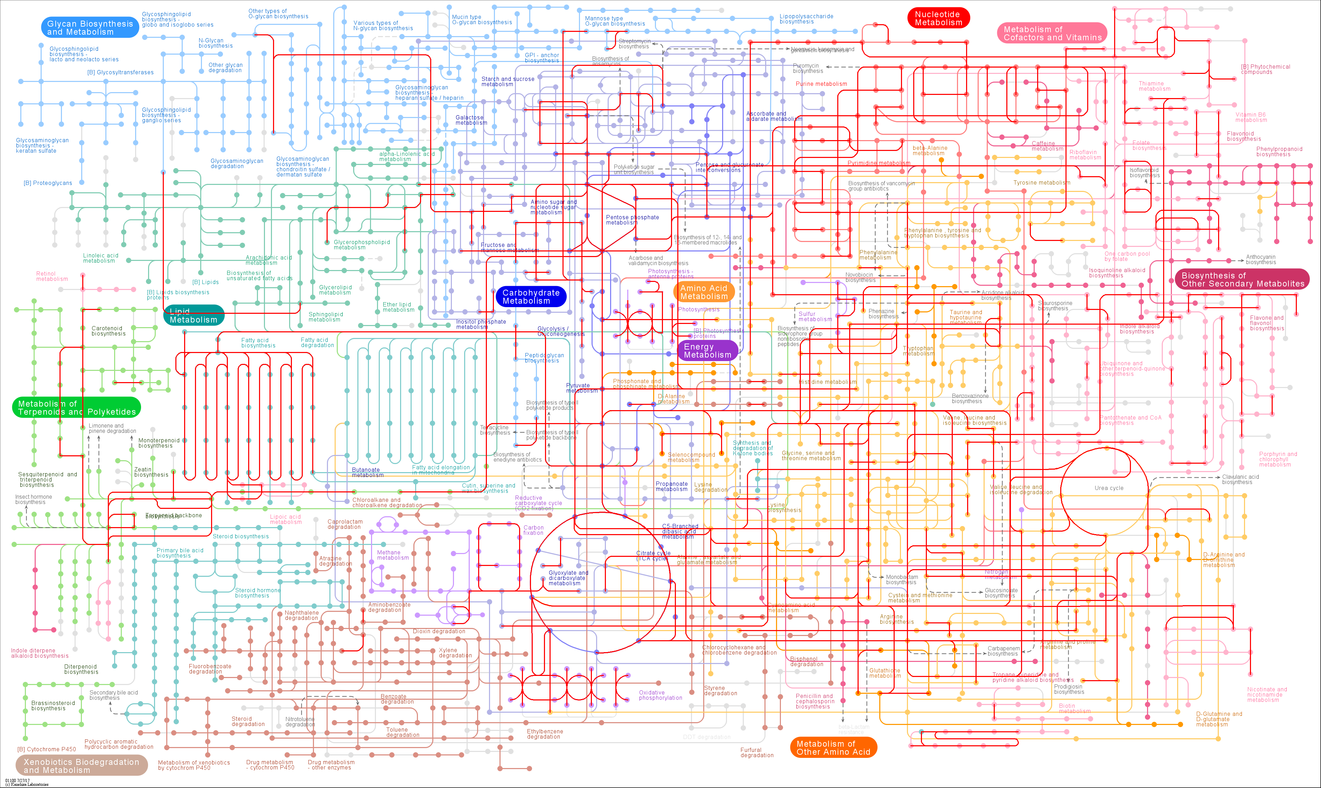 Glycan Biosynthesis
and Metabolism
Glycosphingolipid
biosynthesis -
globo and isoglobo series
Other types of
O-glycan biosynthesis
Various types of
N-glycan biosynthesis
Mucin type
O-glycan biosynthesis
Mannose type
O-glycan biosynthesis
Lipopolysaccharide
biosynthesis
Nucleotide
Metabolism
Metabolism of
Cofactors and Vitamins
Glycosphingolipid
biosynthesis -
lacto and neolacto series
N-Glycan
biosynthesis
Other glycan
degradation
[B] Glycosyltransferases
GPI - anchor
biosynthesis
Streptomycin
biosynthesis
Biosynthesis of
Puromycin
biosynthesis
Purine metabolism
[B] Phytochemical
compounds
Starch and sucrose
metabolism
Glycosaminoglycan
biosynthesis -
heparan sulfate / heparin
Thiamine
metabolism
Glycosphingolipid
biosynthesis -
ganglio series
Galactose
metabolism
Ascorbate and
aldarate metabolism
Vitamin B6
metabolism
Flavonoid
biosynthesis
Glycosaminoglycan
biosynthesis -
keratan sulfate
Glycosaminoglycan
degradation
Glycosaminoglycan
biosynthesis -
chondroitin sulfate /
dermatan sulfate
alpha-Linolenic acid
metabolism
beta-Alanine
metabolism
Caffeine
metabolism
Riboflavin
metabolism
Folate
biosynthesis
Phenylpropanoid
biosynthesis
Polyketide sugar
unit biosynthesis
Pentose and glucuronate
interconversions
Pyrimidine metabolism
Isoflavonoid
biosynthesis
[B] Proteoglycans
Biosynthesis of vancomycin
group antibiotics
Tyrosine metabolism
Amino sugar and
nucleotide sugar
metabolism
Pentose phosphate
metabolism
Phenylalanine, tyrosine and
tryptophan biosynthesis
Glycerophospholipid
metabolism
Fructose and
mannose metabolism
Biosynthesis of 12-, 14- and
16-membered macrolides
Phenylalanine
metabolism
One carbon pool
by folate
Linoleic acid
metabolism
Arachidonic acid
metabolism
Acarbose and
validamycin biosynthesis
Anthocyanin
biosynthesis
Retinol
metabolism
Biosynthesis of
unsaturated fatty acids
Photosynthesis -
antenna proteins
Novobiocin
biosynthesis
Isoquinoline alkaloid
biosynthesis
Biosynthesis of
Other Secondary Metabolites
[B] Lipids
[B] Lipids biosynthesis
proteins
Glycerolipid
metabolism
Carbohydrate
Metabolism
Amino Acid
Metabolism
Ether lipid
metabolism
Photosynthesis
Sulfur
metabolism
Phenazine
biosynthesis
Taurine and
hypotaurine
metabolism
Staurosporine
biosynthesis
Lipid
Metabolism
Sphingolipid
metabolism
Inositol phosphate
metabolism
Indole alkaloid
biosynthesis
Flavone and
flavonol
biosynthesis
Carotenoid
biosynthesis
Fatty acid
biosynthesis
Fatty acid
degradation
Glycolysis /
Gluconeogenesis
[B] Photosynthesis
proteins
Energy
Metabolism
Tryptophan
metabolism
Peptidoglycan
biosynthesis
Ubiquinone and
other terpenoid-quinone
biosynthesis
Pyruvate
metabolism
Phosphonate and
phosphinate metabolism
Histidine metabolism
D-Alanine
metabolism
Metabolism of
Terpenoids and Polyketides
Biosynthesis of type II
polyketide products
Pantothenate and CoA
biosynthesis
Limonene and
pinene degradation
Tetracycline
biosynthesis
Biosynthesis of type II
polyketide backbone
Valine, leucine and
isoleucine biosynthesis
Monoterpenoid
biosynthesis
Synthesis and
degradation of
ketone bodies
Biosynthesis of
enediyne antibiotics
Selenocompound
metabolism
Glycine, serine and
threonine metabolism
Porphyrin and
chlorophyll
metabolism
Sesquiterpenoid and
triterpenoid
biosynthesis
Zeatin
biosynthesis
Butanoate
metabolism
Fatty acid elongation
in mitochondria
Clavulanic acid
biosynthesis
Insect hormone
biosynthesis
Cutin, suberine and
wax biosynthesis
Propanoate
metabolism
Lysine
degradation
Valine, leucine and
isoleucine degradation
Urea cycle
Chloroalkane and chloroalkene
degradation
Reductive
carboxylate cycle
(CO2 fixation)
Lysine
biosynthesis
Lipoic acid
metabolism
Caprolactam
degradation
Carbon
fixation
C5-Branched
dibasic acid
metabolism
Steroid biosynthesis
Primary bile acid
biosynthesis
Atrazine
degradation
Methane
metabolism
Citrate cycle
(TCA cycle)
Glyoxylate and
dicarboxylate
metabolism
D-Arginine and
D-ornithine
metabolism
Nitrogen
metabolism
Monobactam
biosynthesis
Steroid hormone
biosynthesis
Glucosinolate
biosynthesis
Cysteine and methionine
metabolism
Aminobenzoate
degradation
Naphthalene
degradation
Arginine
biosynthesis
Dioxin degradation
Indole diterpene
alkaloid biosynthesis
Xylene
degradation
Chlorocyclohexane and
chlorobenzene degradation
Carbapenem
biosynthesis
Diterpenoid
biosynthesis
Fluorobenzoate
degradation
Bisphenol
degradation
Glutathione
metabolism
Tropane, piperidine and
pyridine alkaloid biosynthesis
Secondary bile acid
biosynthesis
Benzoate
degradation
Oxidative
phosphorylation
Styrene
degradation
Penicillin and
cephalosporin
biosynthesis
Prodigiosin
biosynthesis
Nicotinate and
nicotinamide
metabolism
Brassinosteroid
biosynthesis
Biotin
metabolism
Steroid
degradation
Nitrotoluene
degradation
Toluene
degradation
Ethylbenzene
degradation
D-Glutamine and
D-glutamate
metabolism
[B] Cytochrome P450
Polycyclic aromatic
hydrocarbon degradation
Furfural
degradation
Metabolism of
Other Amino Acid
Xenobiotics Biodegradation
and Metabolism
Metabolism of xenobiotics
by cytochrom P450
Drug metabolism
- cytochrom P450
Drug metabolism
- other enzymes
(c) Kanehisa Laboratories